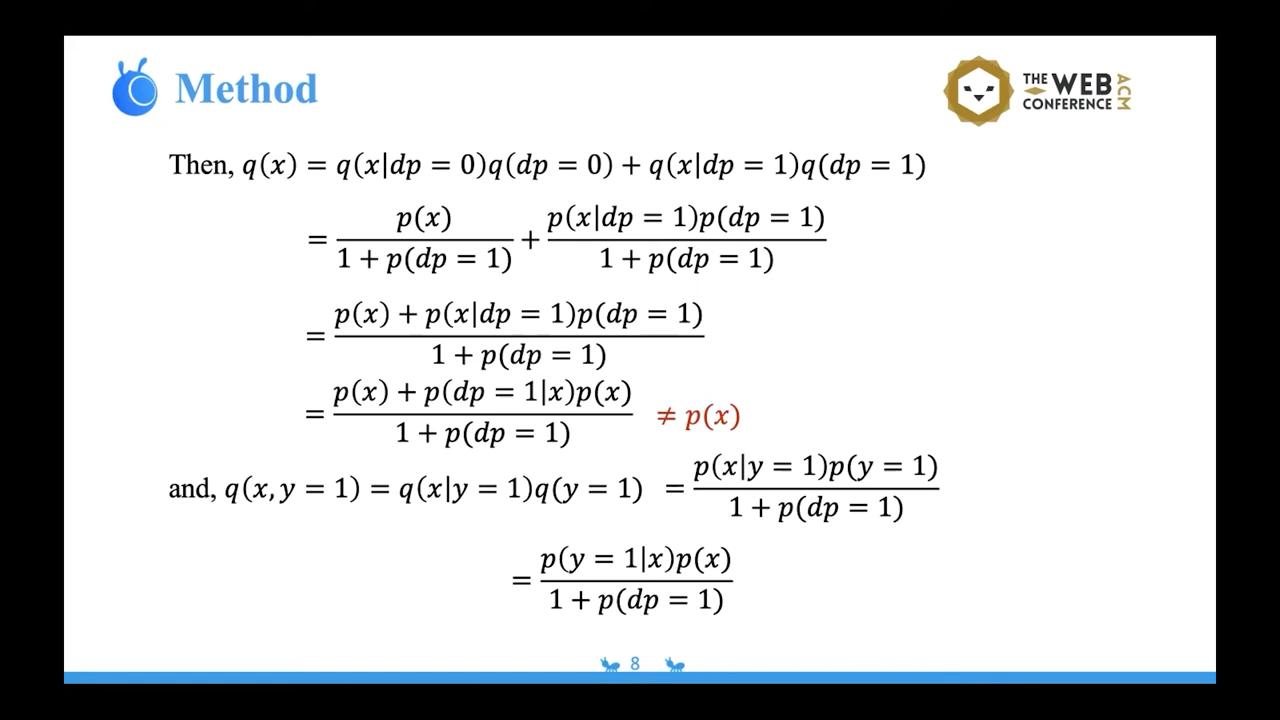 Method
THE WEB CONFERENCE ACM
Then, q(x) = q(x|dp = 0)q(dp = 0) + q(x|dp = 1)q(dp = 1)
= p(x) / 1 + p(dp = 1) + p(x|dp = 1)p(dp = 1) / 1 + p(dp = 1)
= p(x) + p(x|dp = 1)p(dp = 1) / 1 + p(dp = 1)
= p(x) + p(dp = 1|x)p(x) / 1 + p(dp = 1) ≠ p(x)
and, q(x, y = 1) = q(x|y = 1)q(y = 1) = p(x|y = 1)p(y = 1) / 1 + p(dp = 1)
= p(y = 1|x)p(x) / 1 + p(dp = 1)
8